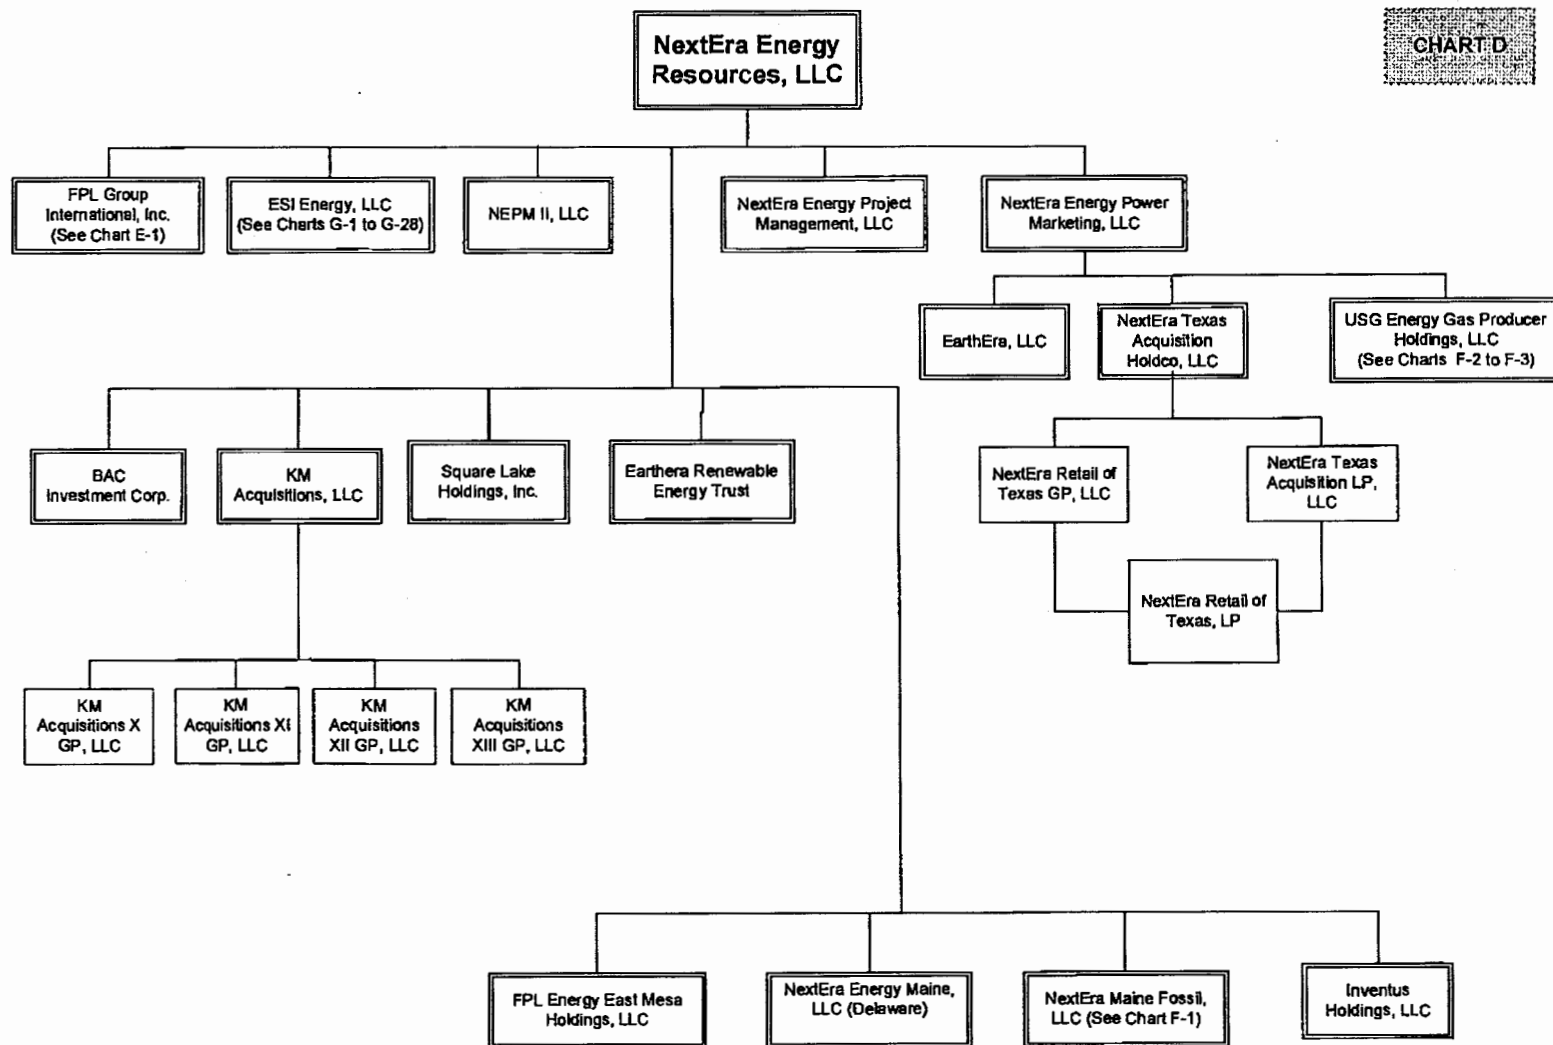 CHART D
NextEra Energy
Resources, LLC
FPL Group
International, Inc.
(See Chart E-1)
ESI Energy, LLC
(See Charts G-1 to G-28)
NEPM II, LLC
NextEra Energy Project
Management, LLC
NextEra Energy Power
Marketing, LLC
EarthEra, LLC
NextEra Texas
Acquisition
Holdco, LLC
USG Energy Gas Producer
Holdings, LLC
(See Charts F-2 to F-3)
BAC
Investment Corp.
KM
Acquisitions, LLC
Square Lake
Holdings, Inc.
Earthera Renewable
Energy Trust
NextEra Retail of
Texas GP, LLC
NextEra Texas
Acquisition LP,
LLC
NextEra Retail of
Texas, LP
KM
Acquisitions X
GP, LLC
KM
Acquisitions XI
GP, LLC
KM
Acquisitions
XII GP, LLC
KM
Acquisitions
XIII GP, LLC
FPL Energy East Mesa
Holdings, LLC
NextEra Energy Maine,
LLC (Delaware)
NextEra Maine Fossil,
LLC (See Chart F-1)
Inventus
Holdings, LLC